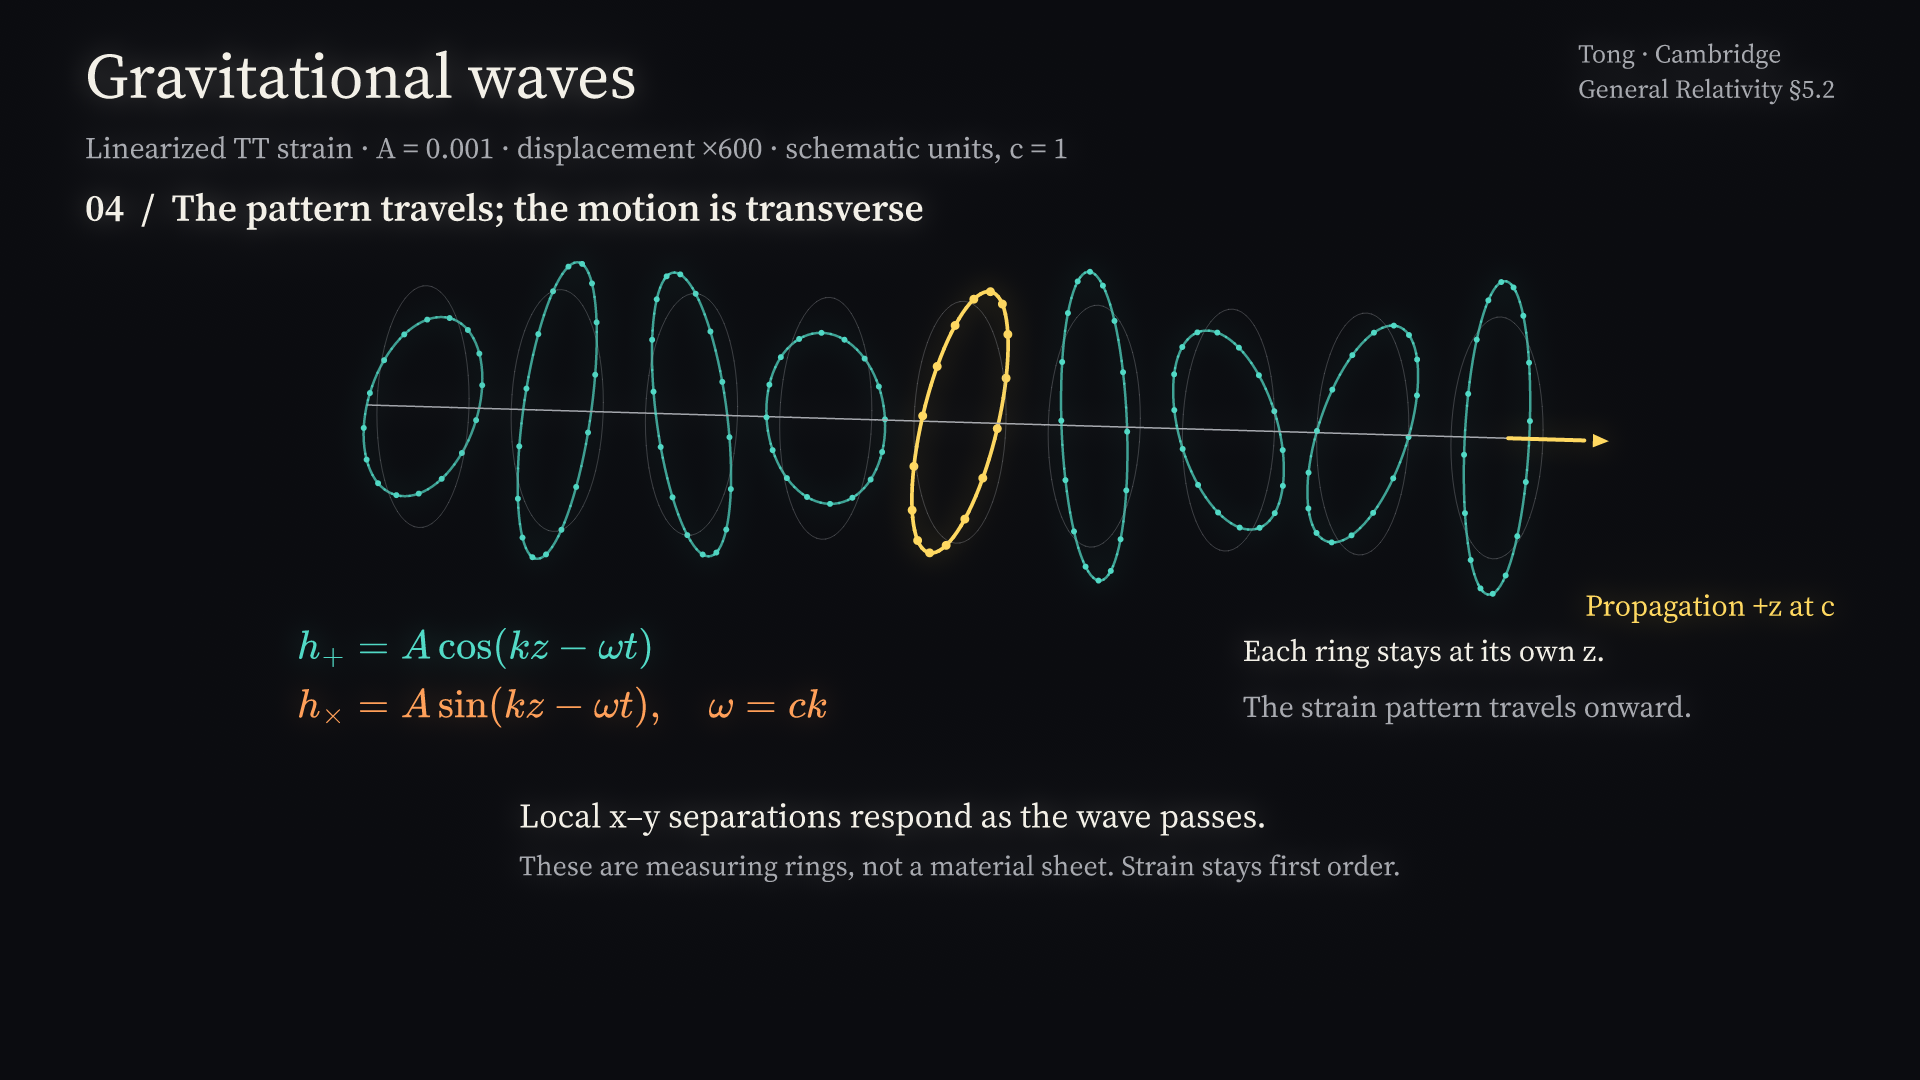 Gravitational waves
Tong · Cambridge
General Relativity §5.2
Linearized TT strain · A = 0.001 · displacement ×600 · schematic units, c = 1
04 / The pattern travels; the motion is transverse
Propagation +z at c
h₊ = A cos(kz − ωt)
h× = A sin(kz − ωt), ω = ck
Each ring stays at its own z.
The strain pattern travels onward.
Local x–y separations respond as the wave passes.
These are measuring rings, not a material sheet. Strain stays first order.